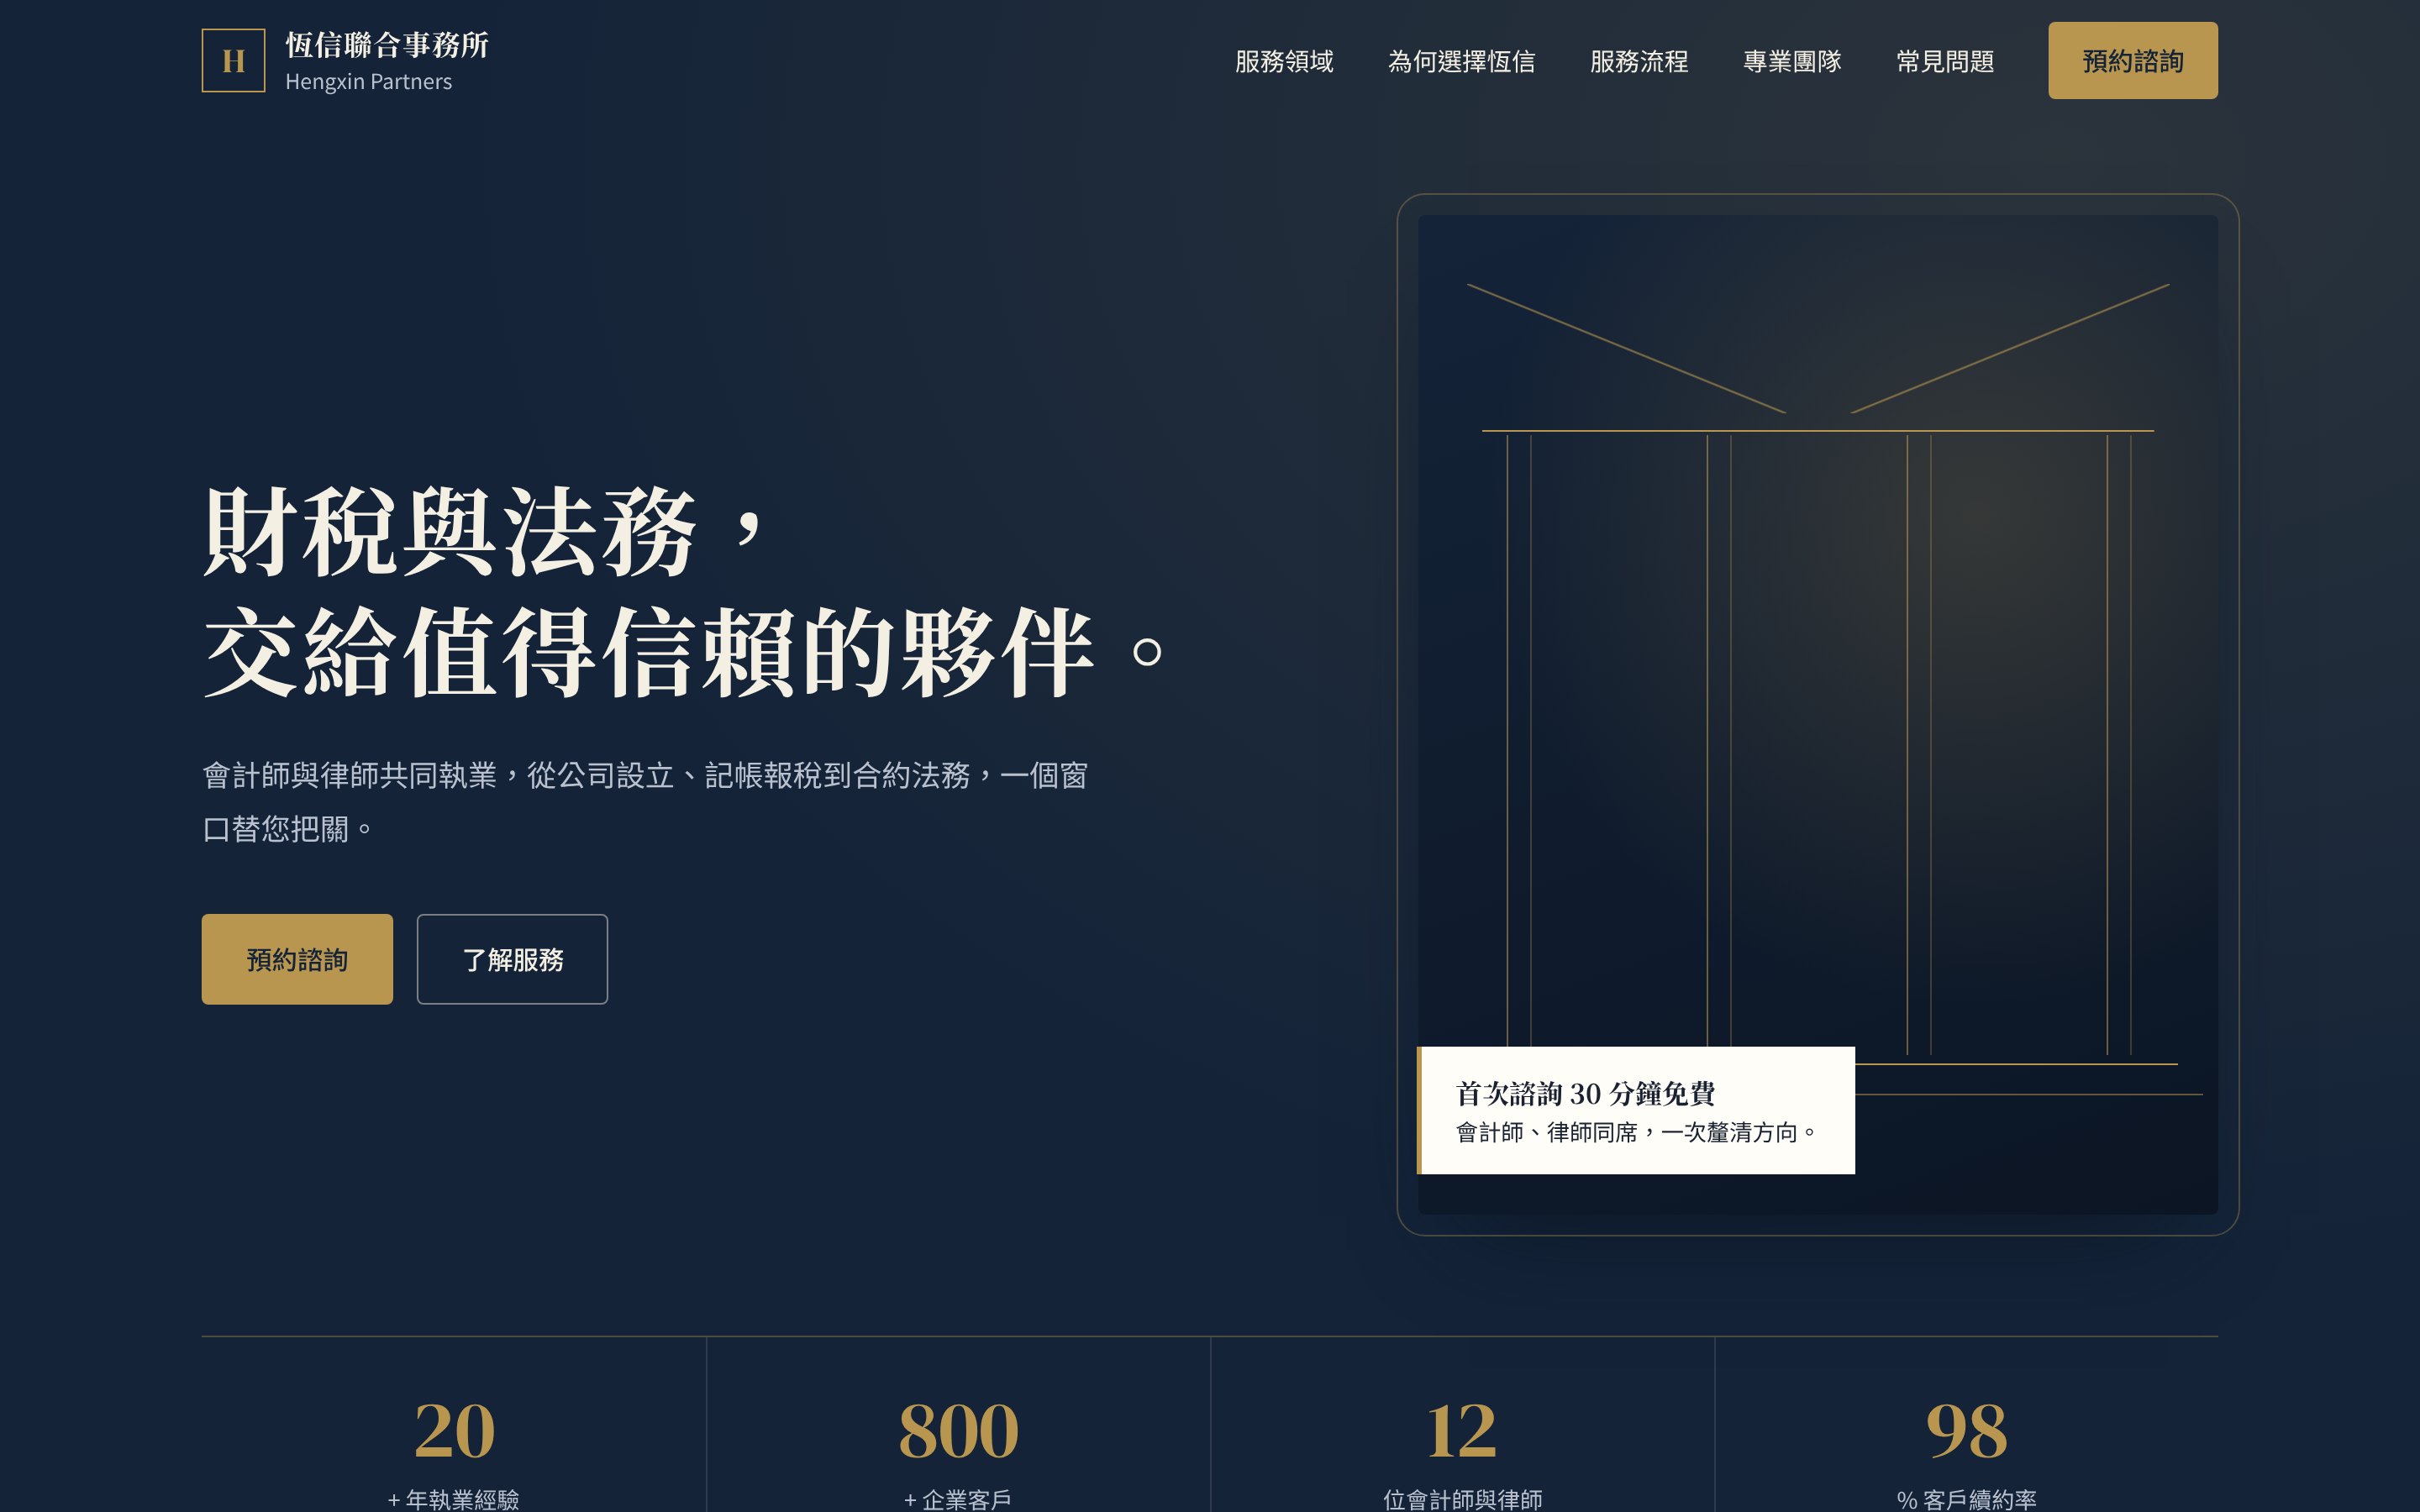 H
恆信聯合事務所
Hengxin Partners
服務領域
為何選擇恆信
服務流程
專業團隊
常見問題
預約諮詢
財稅與法務，
交給值得信賴的夥伴。
會計師與律師共同執業，從公司設立、記帳報稅到合約法務，一個窗
口替您把關。
預約諮詢
了解服務
首次諮詢 30 分鐘免費
會計師、律師同席，一次釐清方向。
20
+ 年執業經驗
800
+ 企業客戶
12
位會計師與律師
98
% 客戶續約率